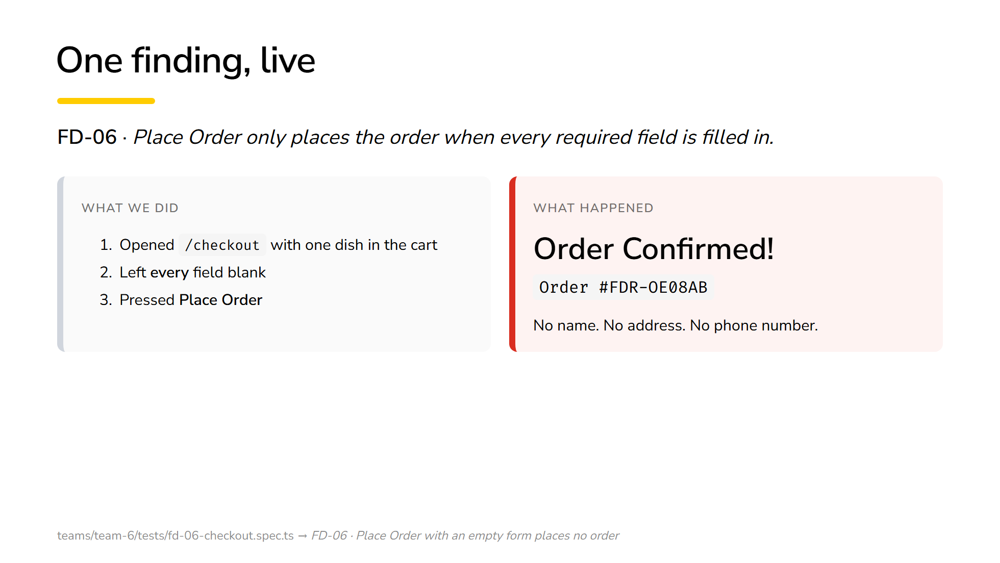 One finding, live
FD-06 · Place Order only places the order when every required field is filled in.
WHAT WE DID
1. Opened /checkout with one dish in the cart
2. Left every field blank
3. Pressed Place Order
WHAT HAPPENED
Order Confirmed!
Order #FDR-OE08AB
No name. No address. No phone number.
teams/team-6/tests/fd-06-checkout.spec.ts → FD-06 · Place Order with an empty form places no order